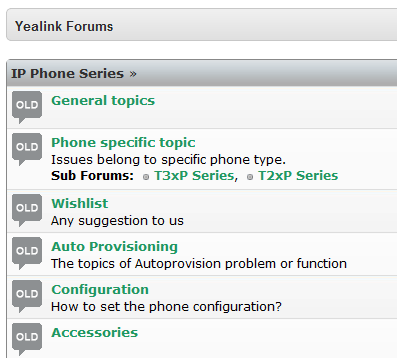 Yealink Forums
IP Phone Series »
OLD General topics
OLD Phone specific topic
Issues belong to specific phone type.
Sub Forums: T3xP Series, T2xP Series
OLD Wishlist
Any suggestion to us
OLD Auto Provisioning
The topics of Autoprovision problem or function
OLD Configuration
How to set the phone configuration?
OLD Accessories